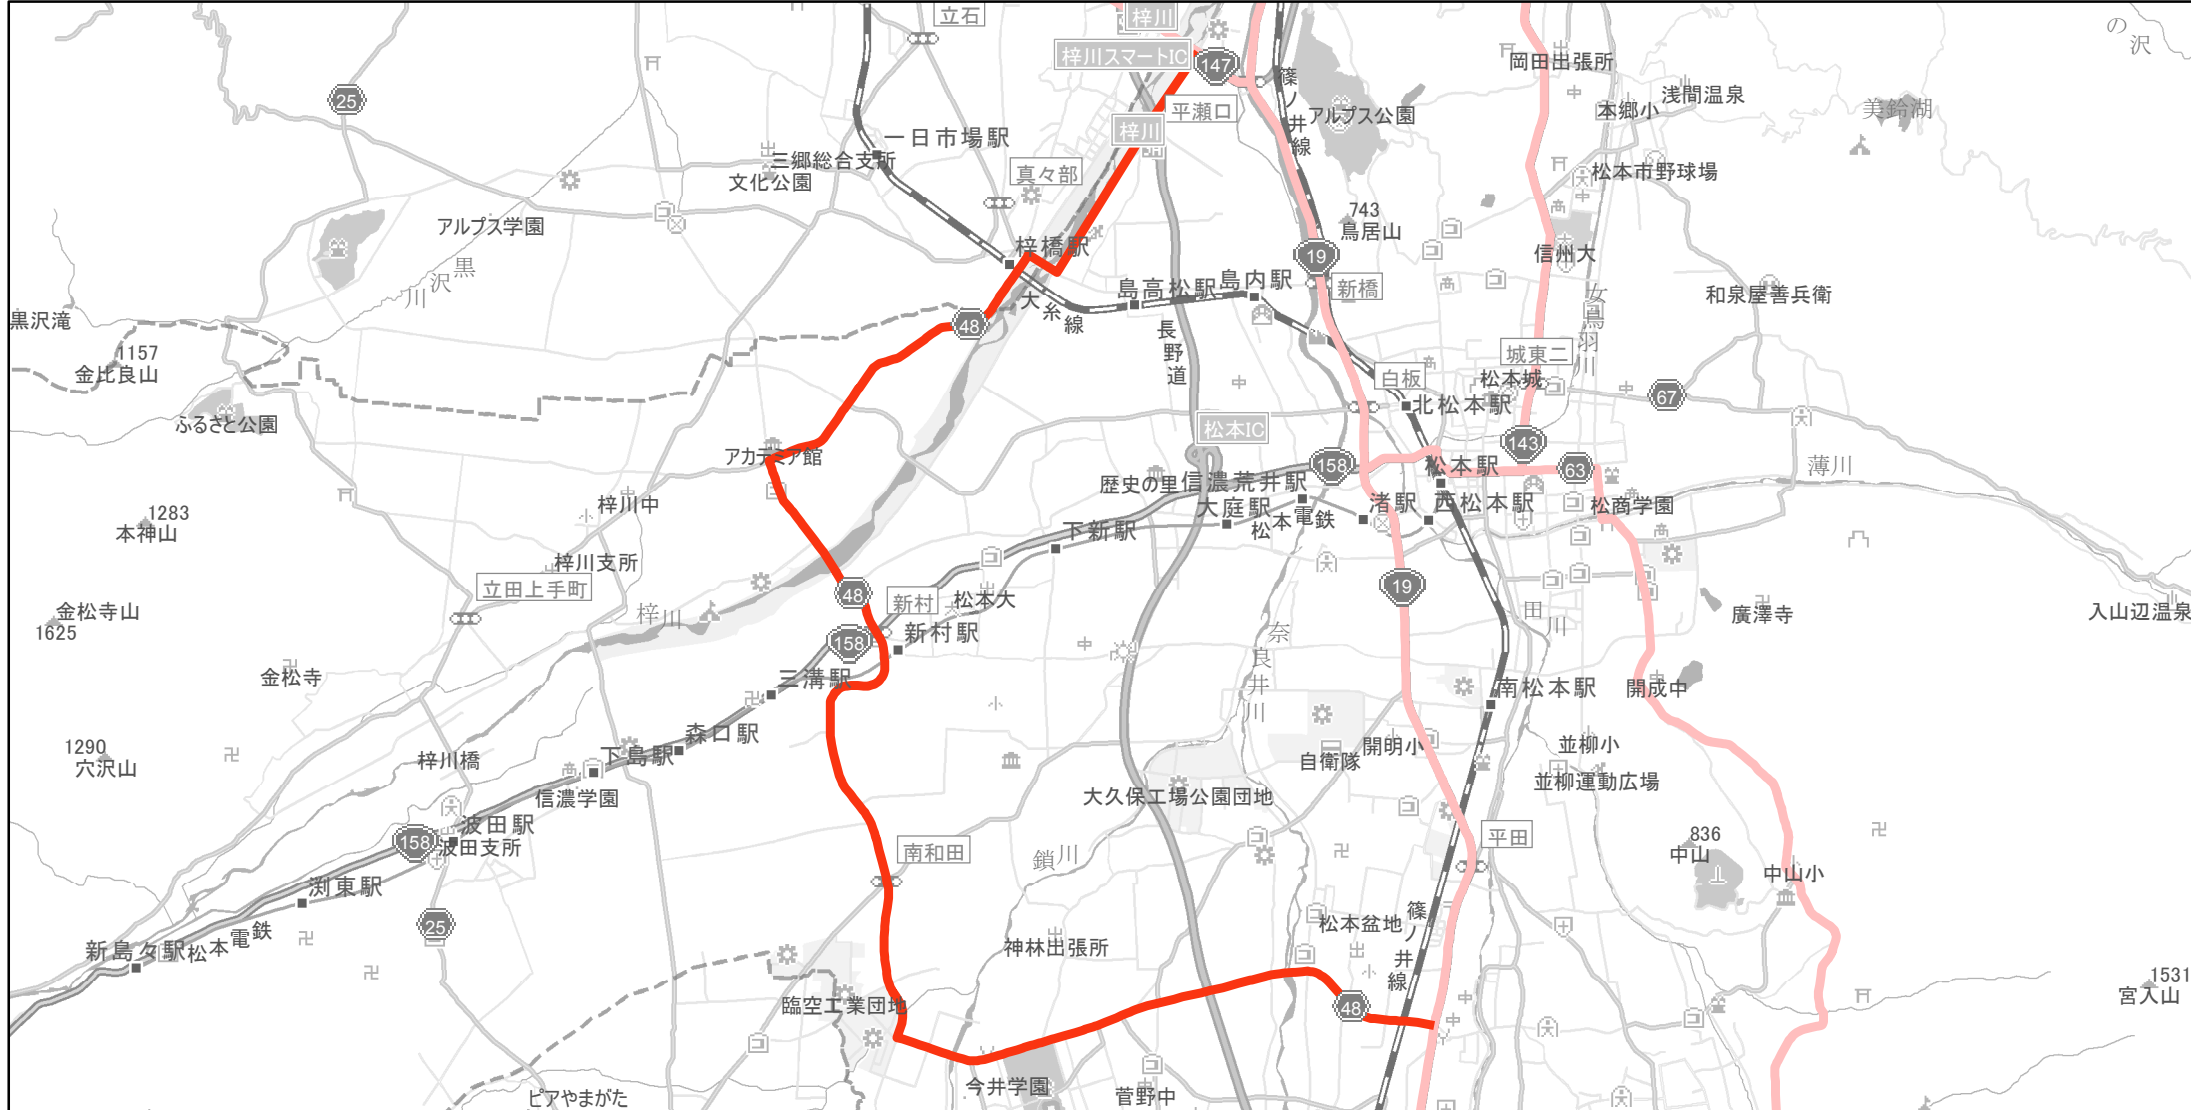 立石
梓川
梓川スマートIC
147
平瀬口
梓川
篠ノ井線
アルプス公園
岡田出張所
本郷小
浅間温泉
美鈴湖
の沢
25
一日市場駅
三郷総合支所
文化公園
真々部
松本市野球場
アルプス学園
黒沢川
梓橋駅
743
鳥居山
19
信州大
島高松駅
島内駅
新橋
女鳥羽川
和泉屋善兵衛
黒沢滝
48
大糸線
長野道
1157
金比良山
城東二
白板
松本城
67
北松本駅
ふるさと公園
松本IC
143
アカデミア館
158
松本駅
63
薄川
歴史の里
信濃荒井駅
梓川中
大庭駅
松本電鉄
渚駅
西松本駅
松商学園
1283
本神山
下新駅
梓川支所
立田上手町
48
新村
松本大
19
田川
廣澤寺
入山辺温泉
金松寺山
1625
梓川
158
新村駅
奈良井川
金松寺
三溝駅
南松本駅
開成中
1290
穴沢山
梓川橋
下島駅
森口駅
自衛隊
開明小
並柳小
並柳運動広場
信濃学園
大久保工場公園団地
158
波田駅
波田支所
南和田
鎖川
平田
836
中山
中山小
渕東駅
25
新島々駅
松本電鉄
神林出張所
松本盆地
篠ノ井線
1531
宮入山
臨空工業団地
48
今井学園
菅野中
ピアやまがた